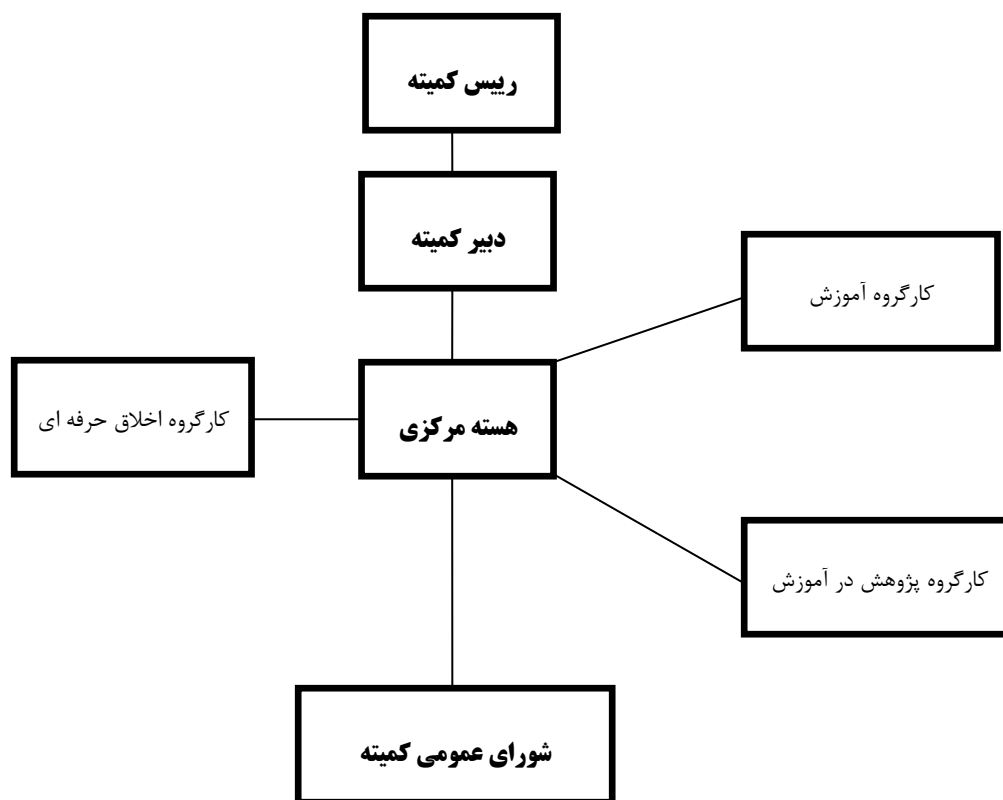 رییس کمیته
دبیر کمیته
کارگروه آموزش
هسته مرکزی
کارگروه اخلاق حرفه ای
کارگروه پژوهش در آموزش
شورای عمومی کمیته